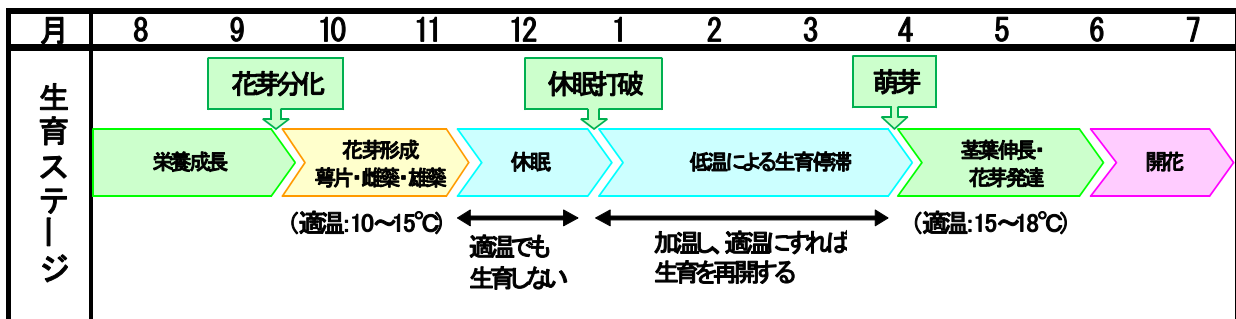 月 8 9 10 11 12 1 2 3 4 5 6 7
生育ステージ
花芽分化
休眠打破
萌芽
栄養成長
花芽形成
萼片・雌蘂・雄蘂
休眠
低温による生育停滞
茎葉伸長・
花芽発達
開花
（適温:10～15℃）
適温でも
生育しない
加温し、適温にすれば
生育を再開する
（適温:15～18℃）